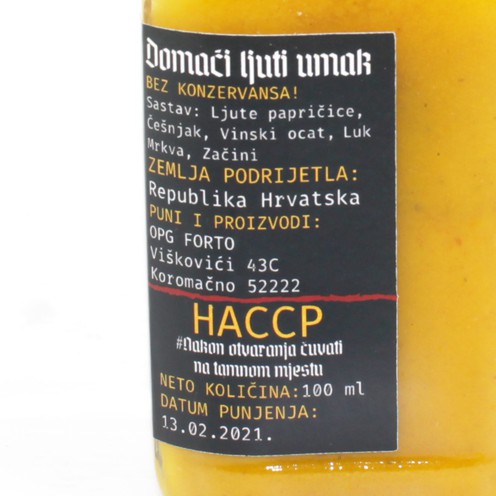 Domaći ljuti umak
BEZ KONZERVANSA!
Sastav: Ljute papričice,
Češnjak, Vinski ocat, Luk
Mrkva, Začini
ZEMLJA PODRIJETLA:
Republika Hrvatska
PUNI I PROIZVODI:
OPG FORTO
Viškovići 43C
Koromačno 52222
HACCP
#Nakon otvaranja čuvati
na tamnom mjestu
NETO KOLIČINA:100 ml
DATUM PUNJENJA:
13.02.2021.